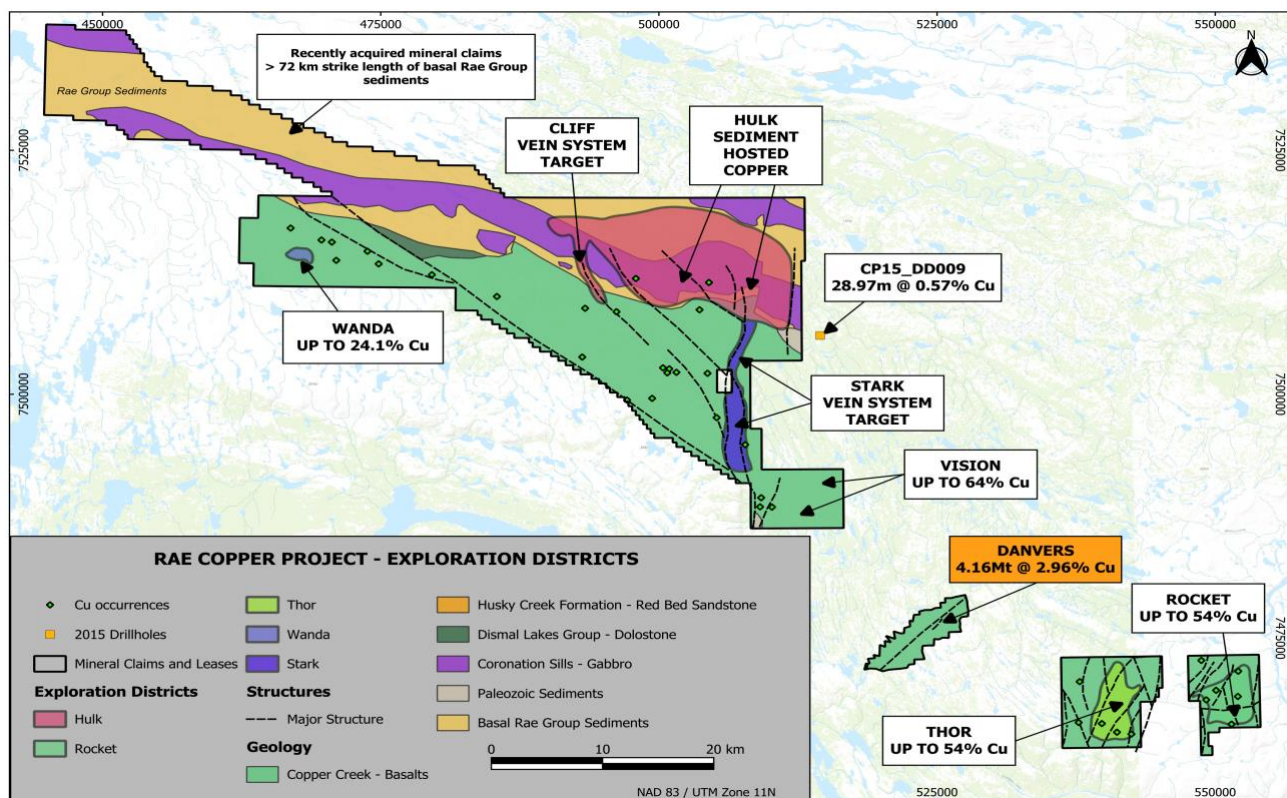 450000
475000
500000
525000
550000
N
Recently acquired mineral claims
> 72 km strike length of basal Rae Group
sediments
Rae Group Sediments
7525000
7525000
CLIFF
VEIN SYSTEM
TARGET
HULK
SEDIMENT
HOSTED
COPPER
CP15_DD009
28.97m @ 0.57% Cu
WANDA
UP TO 24.1% Cu
7500000
7500000
STARK
VEIN SYSTEM
TARGET
VISION
UP TO 64% Cu
DANVERS
4.16Mt @ 2.96% Cu
ROCKET
UP TO 54% Cu
7475000
THOR
UP TO 54% Cu
525000
550000
RAE COPPER PROJECT - EXPLORATION DISTRICTS
Cu occurrences
2015 Drillholes
Mineral Claims and Leases
Exploration Districts
Hulk
Rocket
Thor
Wanda
Stark
Structures
Major Structure
Geology
Copper Creek - Basalts
Husky Creek Formation - Red Bed Sandstone
Dismal Lakes Group - Dolostone
Coronation Sills - Gabbro
Paleozoic Sediments
Basal Rae Group Sediments
0 10 20 km
NAD 83 / UTM Zone 11N